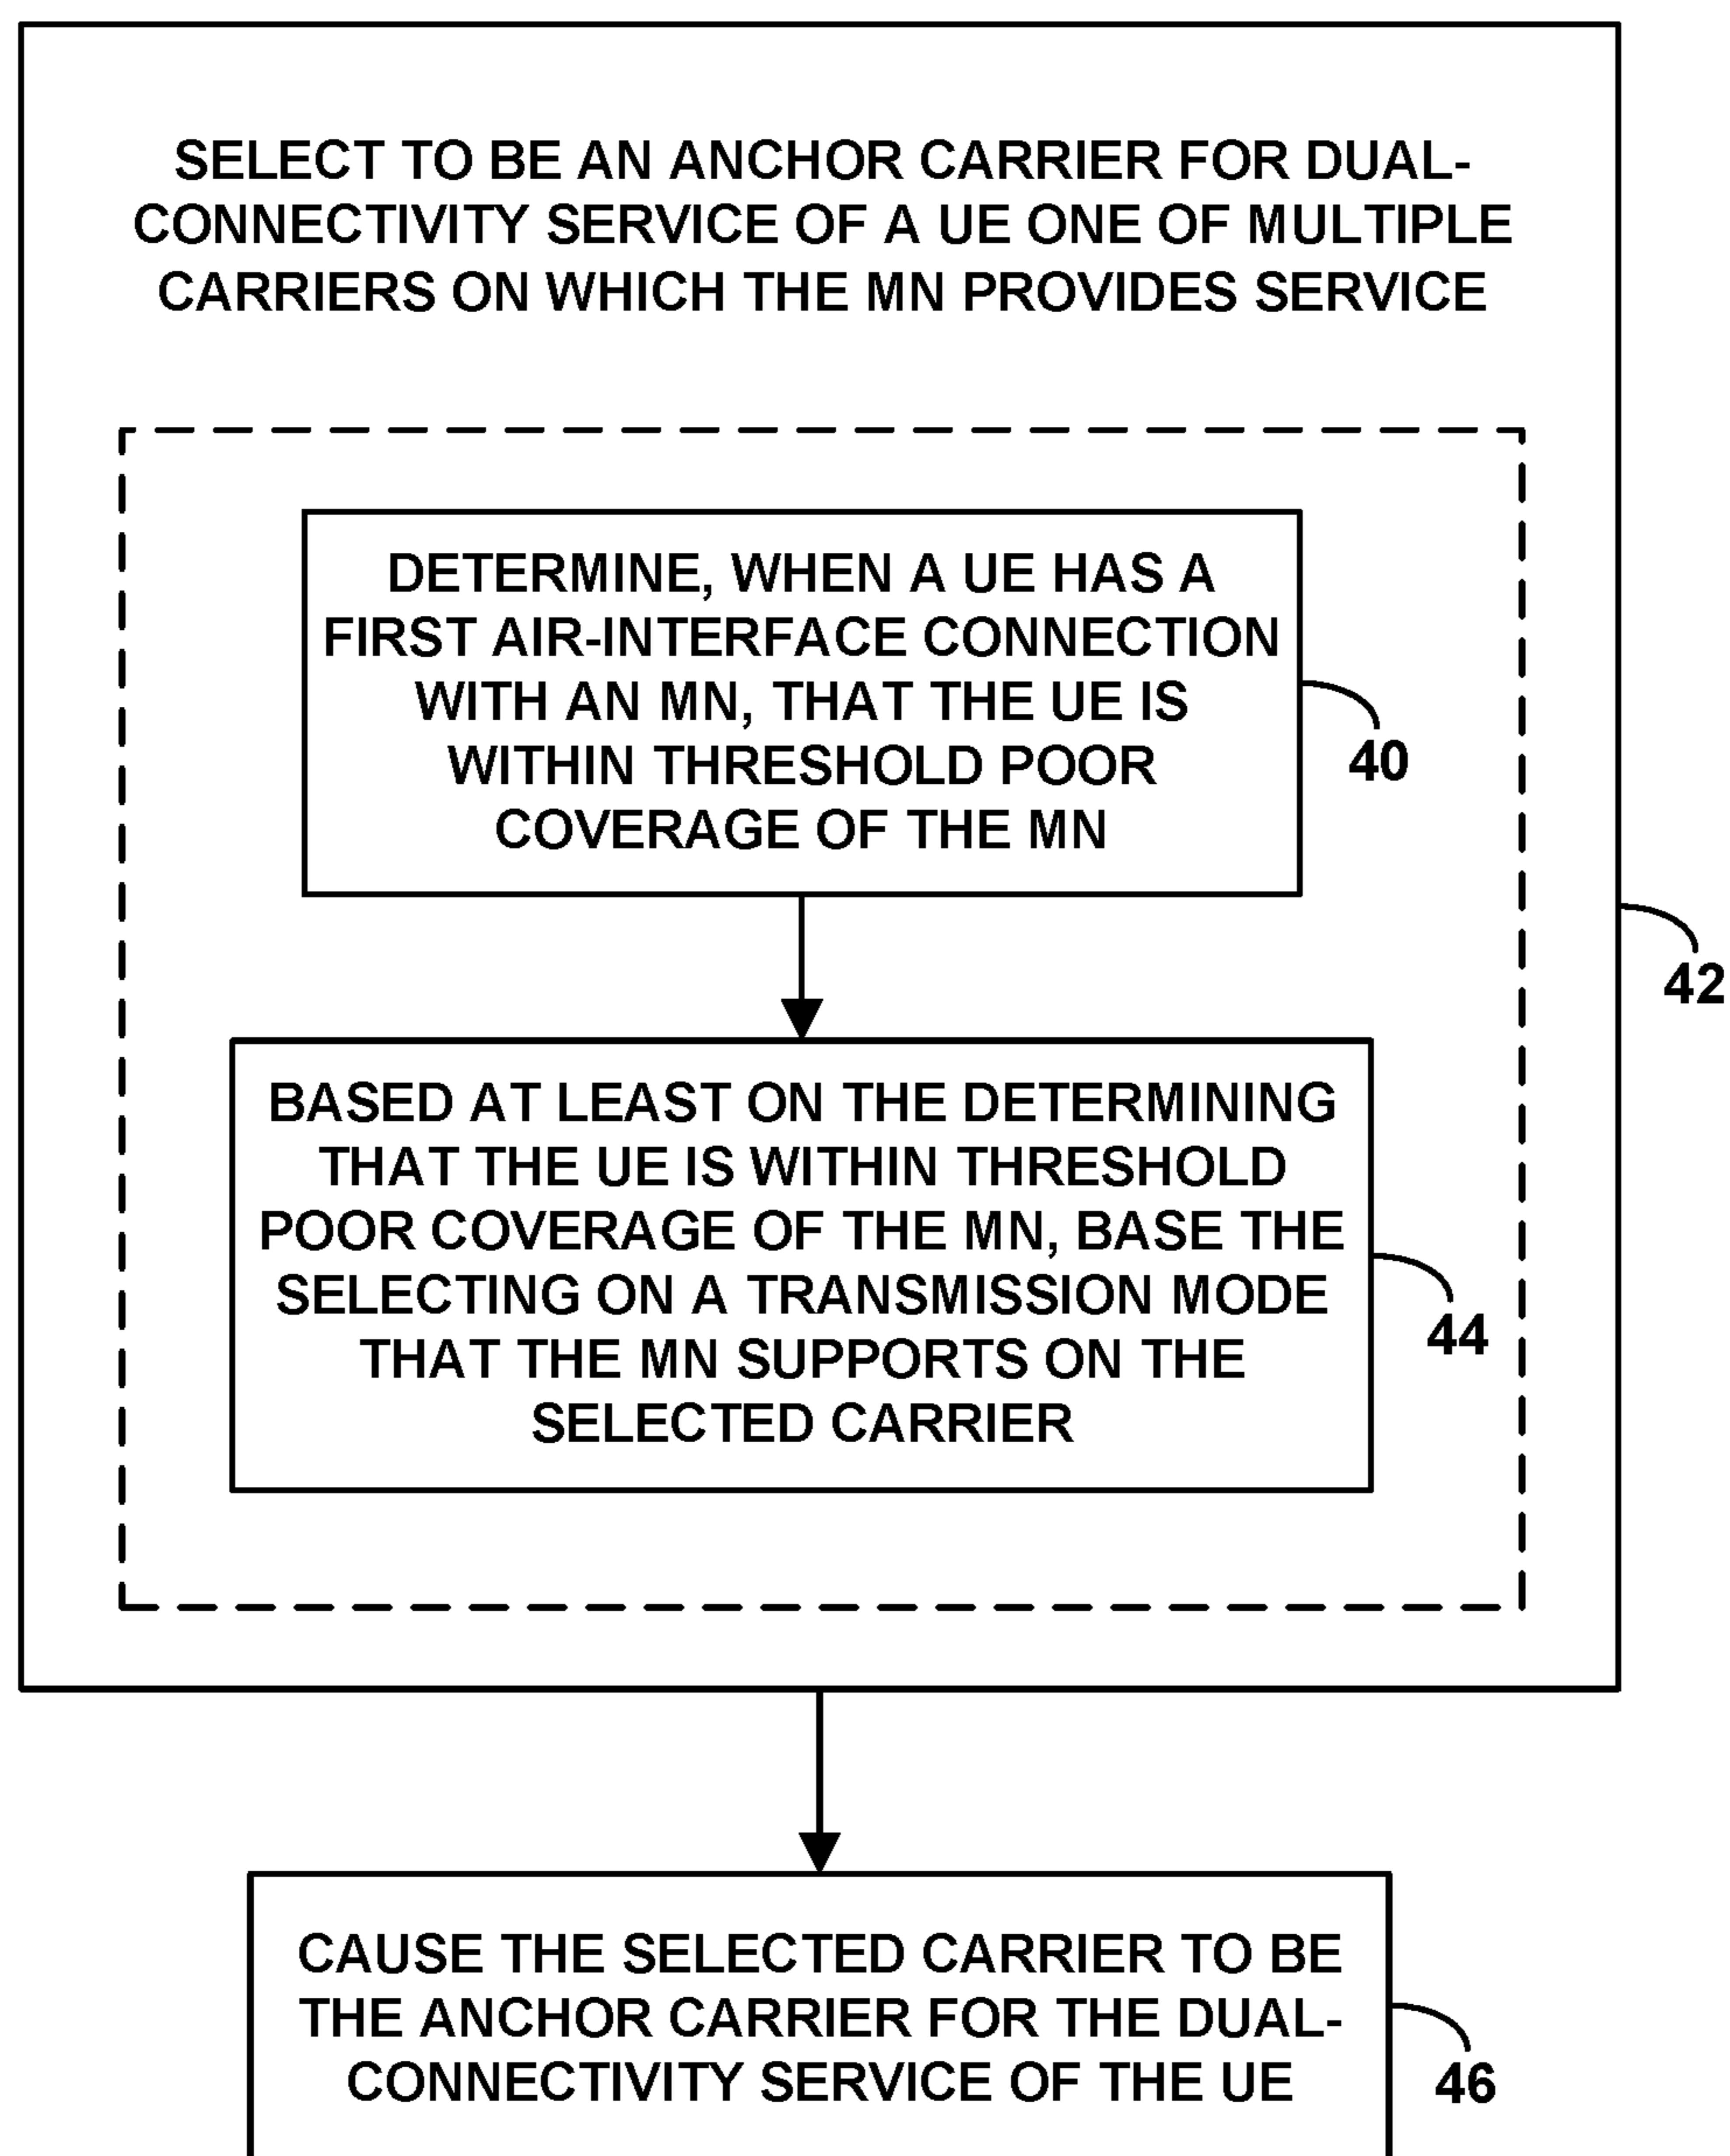 SELECT TO BE AN ANCHOR CARRIER FOR DUAL-
CONNECTIVITY SERVICE OF A UE ONE OF MULTIPLE
CARRIERS ON WHICH THE MN PROVIDES SERVICE
DETERMINE, WHEN A UE HAS A
FIRST AIR-INTERFACE CONNECTION
WITH AN MN, THAT THE UE IS
WITHIN THRESHOLD POOR
COVERAGE OF THE MN
40
42
BASED AT LEAST ON THE DETERMINING
THAT THE UE IS WITHIN THRESHOLD
POOR COVERAGE OF THE MN, BASE THE
SELECTING ON A TRANSMISSION MODE
THAT THE MN SUPPORTS ON THE
SELECTED CARRIER
44
CAUSE THE SELECTED CARRIER TO BE
THE ANCHOR CARRIER FOR THE DUAL-
CONNECTIVITY SERVICE OF THE UE
46